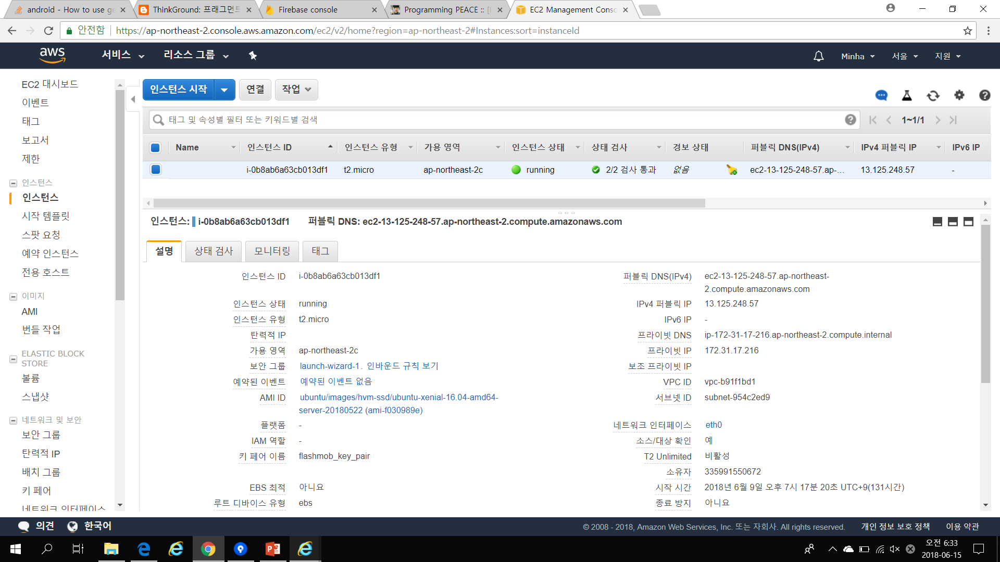 android - How to use ge
ThinkGround: 프래그먼트
Firebase console
Programming PEACE :: [
EC2 Management Conso
안전함
https://ap-northeast-2.console.aws.amazon.com/ec2/v2/home?region=ap-northeast-2#Instances:sort=instanceId
aws 서비스 리소스 그룹
Minha 서울 지원
EC2 대시보드
이벤트
태그
보고서
제한
인스턴스
인스턴스
시작 템플릿
스팟 요청
예약 인스턴스
전용 호스트
이미지
AMI
번들 작업
ELASTIC BLOCK
STORE
볼륨
스냅샷
네트워크 및 보안
보안 그룹
탄력적 IP
배치 그룹
키 페어
네트워크 인터페이스
인스턴스 시작 연결 작업
태그 및 속성별 필터 또는 키워드별 검색
1~1/1
Name 인스턴스 ID 인스턴스 유형 가용 영역 인스턴스 상태 상태 검사 경보 상태 퍼블릭 DNS(IPv4) IPv4 퍼블릭 IP IPv6 IP
i-0b8ab6a63cb013df1 t2.micro ap-northeast-2c running 2/2 검사 통과 없음 ec2-13-125-248-57.ap-... 13.125.248.57 -
인스턴스: i-0b8ab6a63cb013df1 퍼블릭 DNS: ec2-13-125-248-57.ap-northeast-2.compute.amazonaws.com
설명 상태 검사 모니터링 태그
인스턴스 ID i-0b8ab6a63cb013df1 퍼블릭 DNS(IPv4) ec2-13-125-248-57.ap-northeast-
2.compute.amazonaws.com
인스턴스 상태 running IPv4 퍼블릭 IP 13.125.248.57
인스턴스 유형 t2.micro IPv6 IP -
탄력적 IP 프라이빗 DNS ip-172-31-17-216.ap-northeast-2.compute.internal
가용 영역 ap-northeast-2c 프라이빗 IP 172.31.17.216
보안 그룹 launch-wizard-1. 인바운드 규칙 보기 보조 프라이빗 IP
예약된 이벤트 예약된 이벤트 없음 VPC ID vpc-b91f1bd1
AMI ID ubuntu/images/hvm-ssd/ubuntu-xenial-16.04-amd64- 서브넷 ID subnet-954c2ed9
server-20180522 (ami-f030989e)
플랫폼 - 네트워크 인터페이스 eth0
IAM 역할 - 소스/대상 확인 예
키 페어 이름 flashmob_key_pair T2 Unlimited 비활성
소유자 335991550672
EBS 최적 아니요 시작 시간 2018년 6월 9일 오후 7시 17분 20초 UTC+9(131시간)
루트 디바이스 유형 ebs 종료 방지 아니요
의견 한국어 © 2008 - 2018, Amazon Web Services, Inc. 또는 자회사. All rights reserved. 개인 정보 보호 정책 이용 약관
오전 6:33
2018-06-15